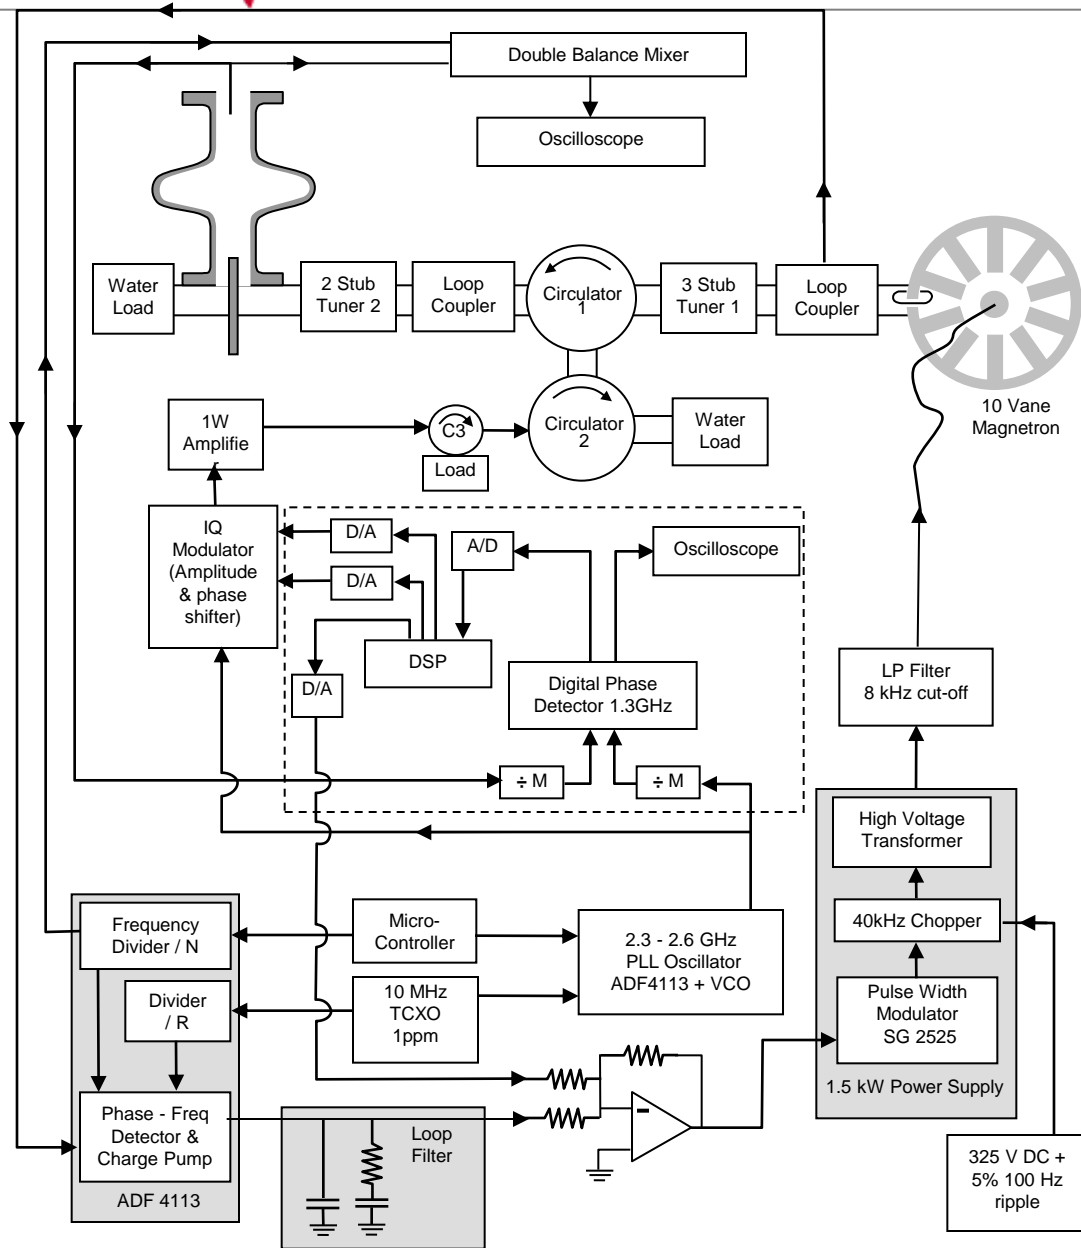 Double Balance Mixer
Oscilloscope
Water
Load
2 Stub
Tuner 2
Loop
Coupler
Circulator
1
3 Stub
Tuner 1
Loop
Coupler
10 Vane
Magnetron
1W
Amplifier
C3
Load
Circulator
2
Water
Load
IQ
Modulator
(Amplitude
& phase
shifter)
D/A
D/A
A/D
Oscilloscope
DSP
D/A
Digital Phase
Detector 1.3GHz
÷ M
÷ M
LP Filter
8 kHz cut-off
High Voltage
Transformer
40kHz Chopper
Pulse Width
Modulator
SG 2525
1.5 kW Power Supply
Frequency
Divider / N
Divider
/ R
Micro-
Controller
10 MHz
TCXO
1ppm
2.3 - 2.6 GHz
PLL Oscillator
ADF4113 + VCO
Phase - Freq
Detector &
Charge Pump
ADF 4113
Loop
Filter
325 V DC +
5% 100 Hz
ripple